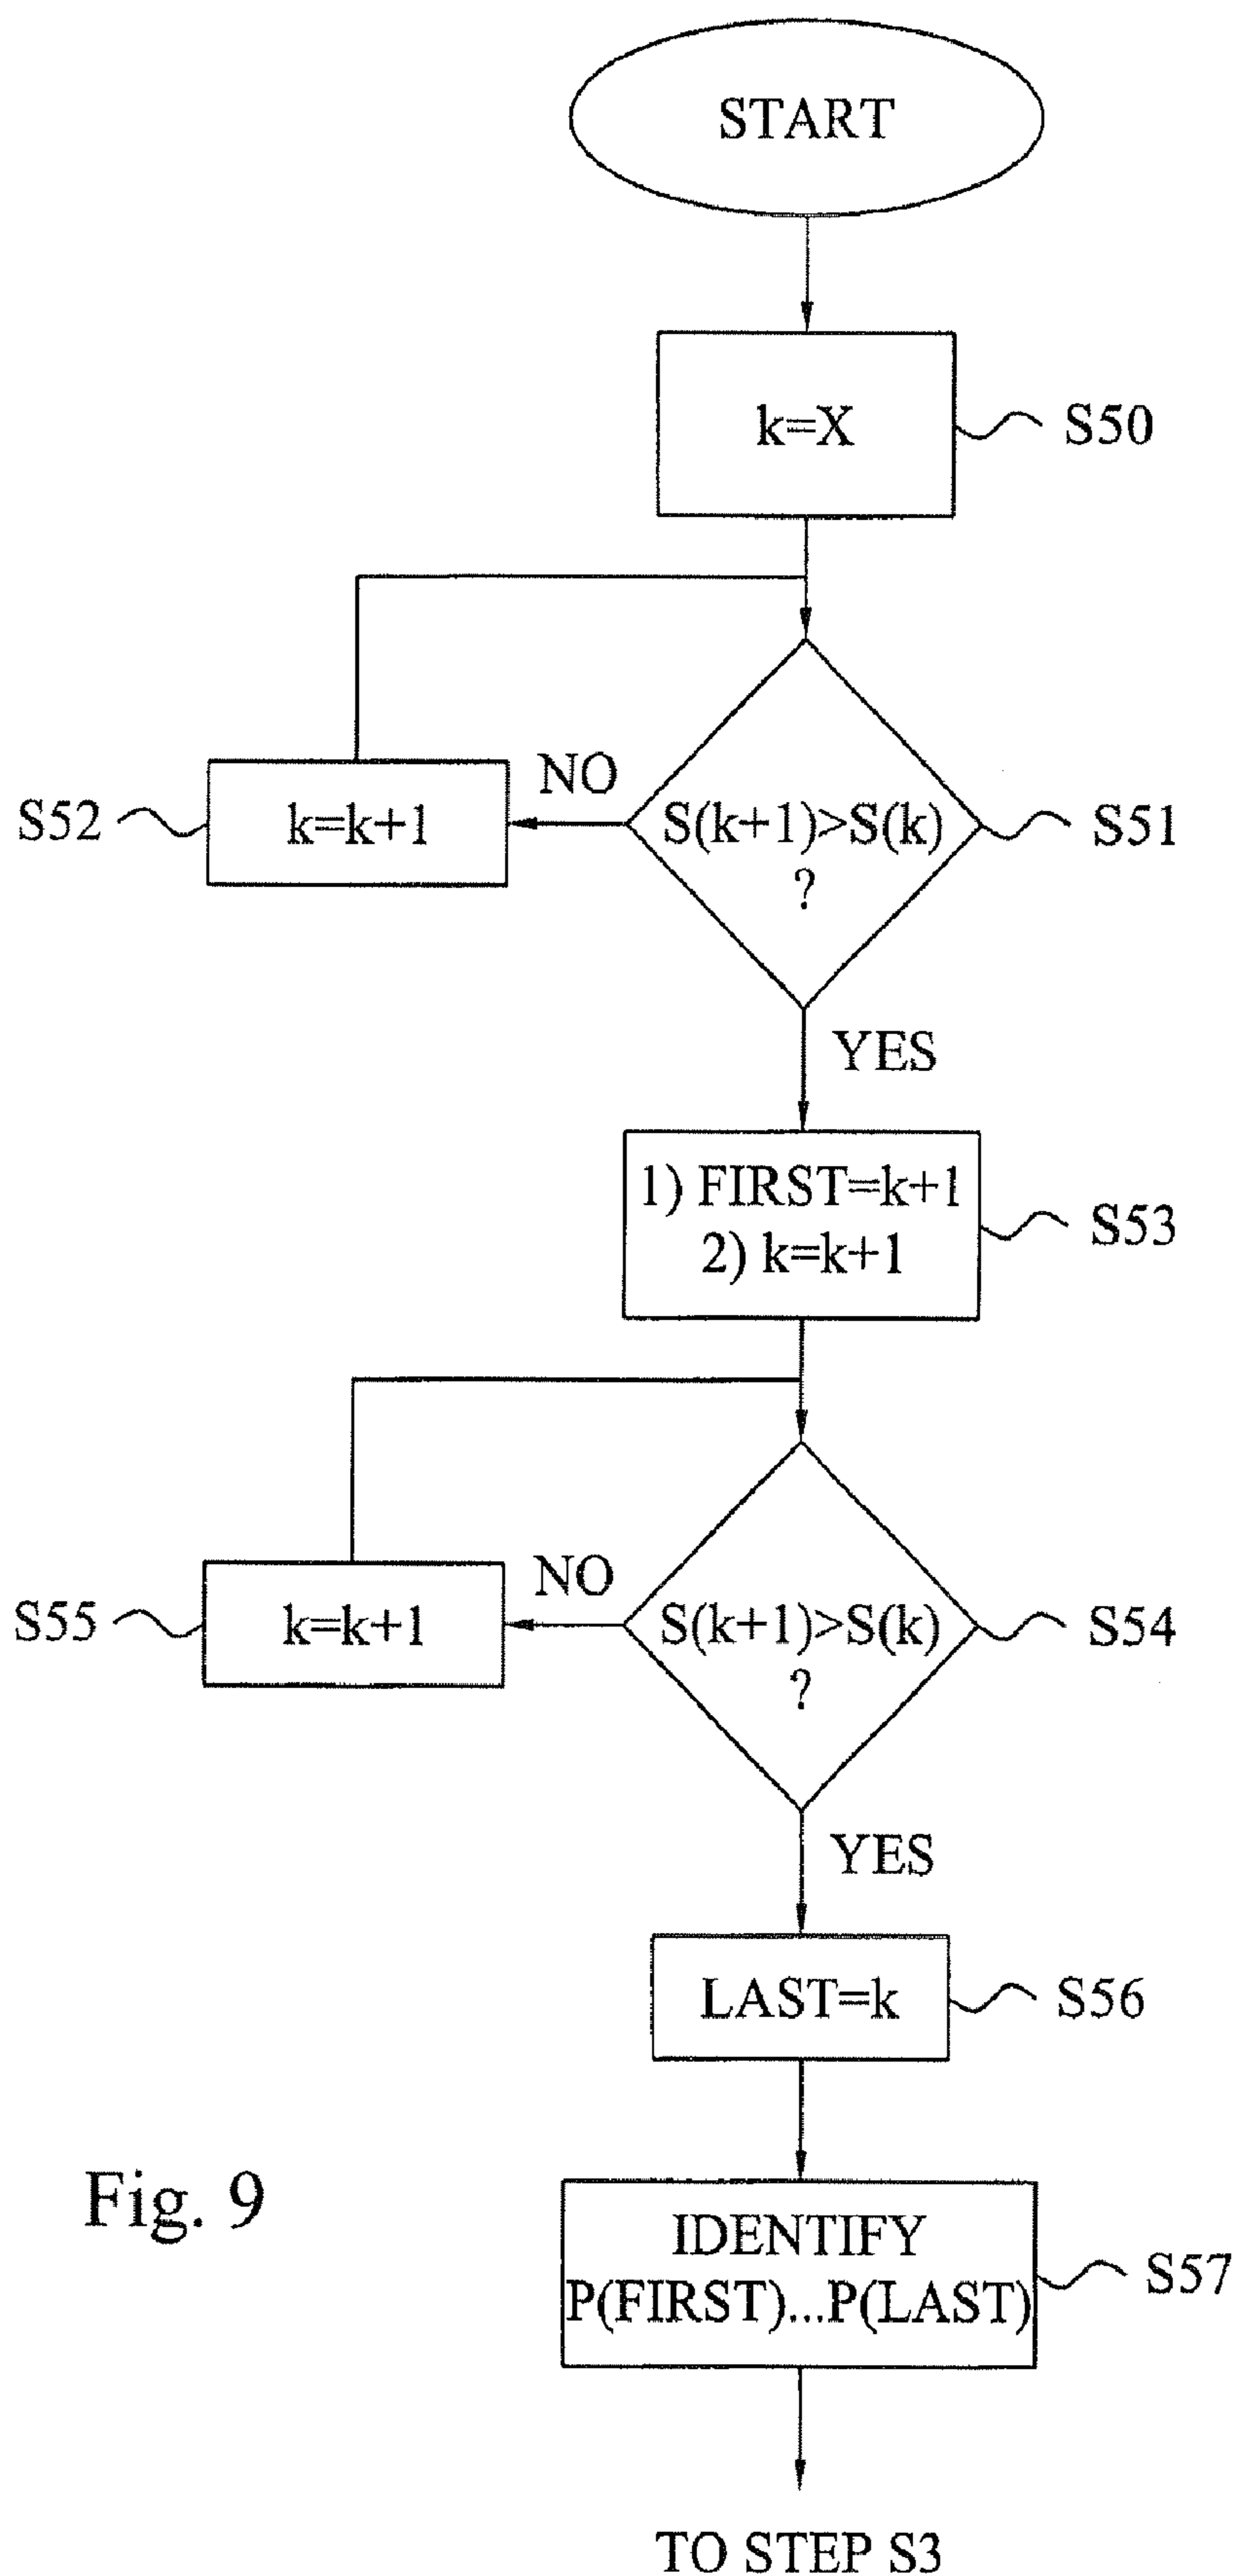 START
k=X
S50
NO
S52
k=k+1
S(k+1)>S(k)
?
S51
YES
1) FIRST=k+1
2) k=k+1
S53
NO
S55
k=k+1
S(k+1)>S(k)
?
S54
YES
LAST=k
S56
Fig. 9
IDENTIFY
P(FIRST)...P(LAST)
S57
TO STEP S3